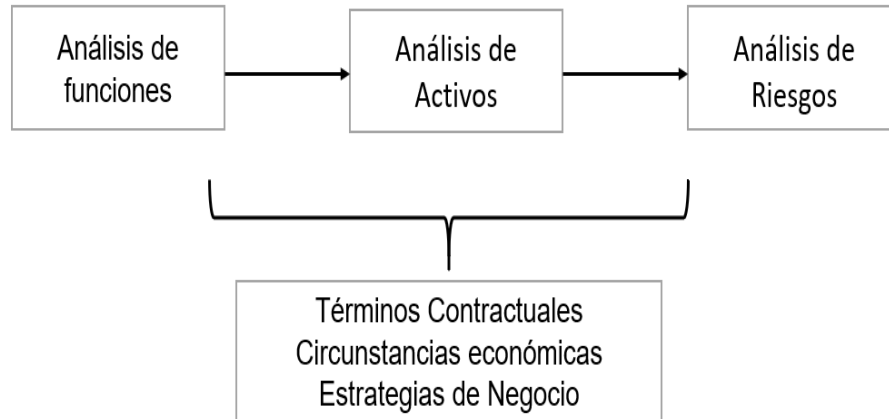 Análisis de
funciones
Análisis de
Activos
Análisis de
Riesgos
Términos Contractuales
Circunstancias económicas
Estrategias de Negocio